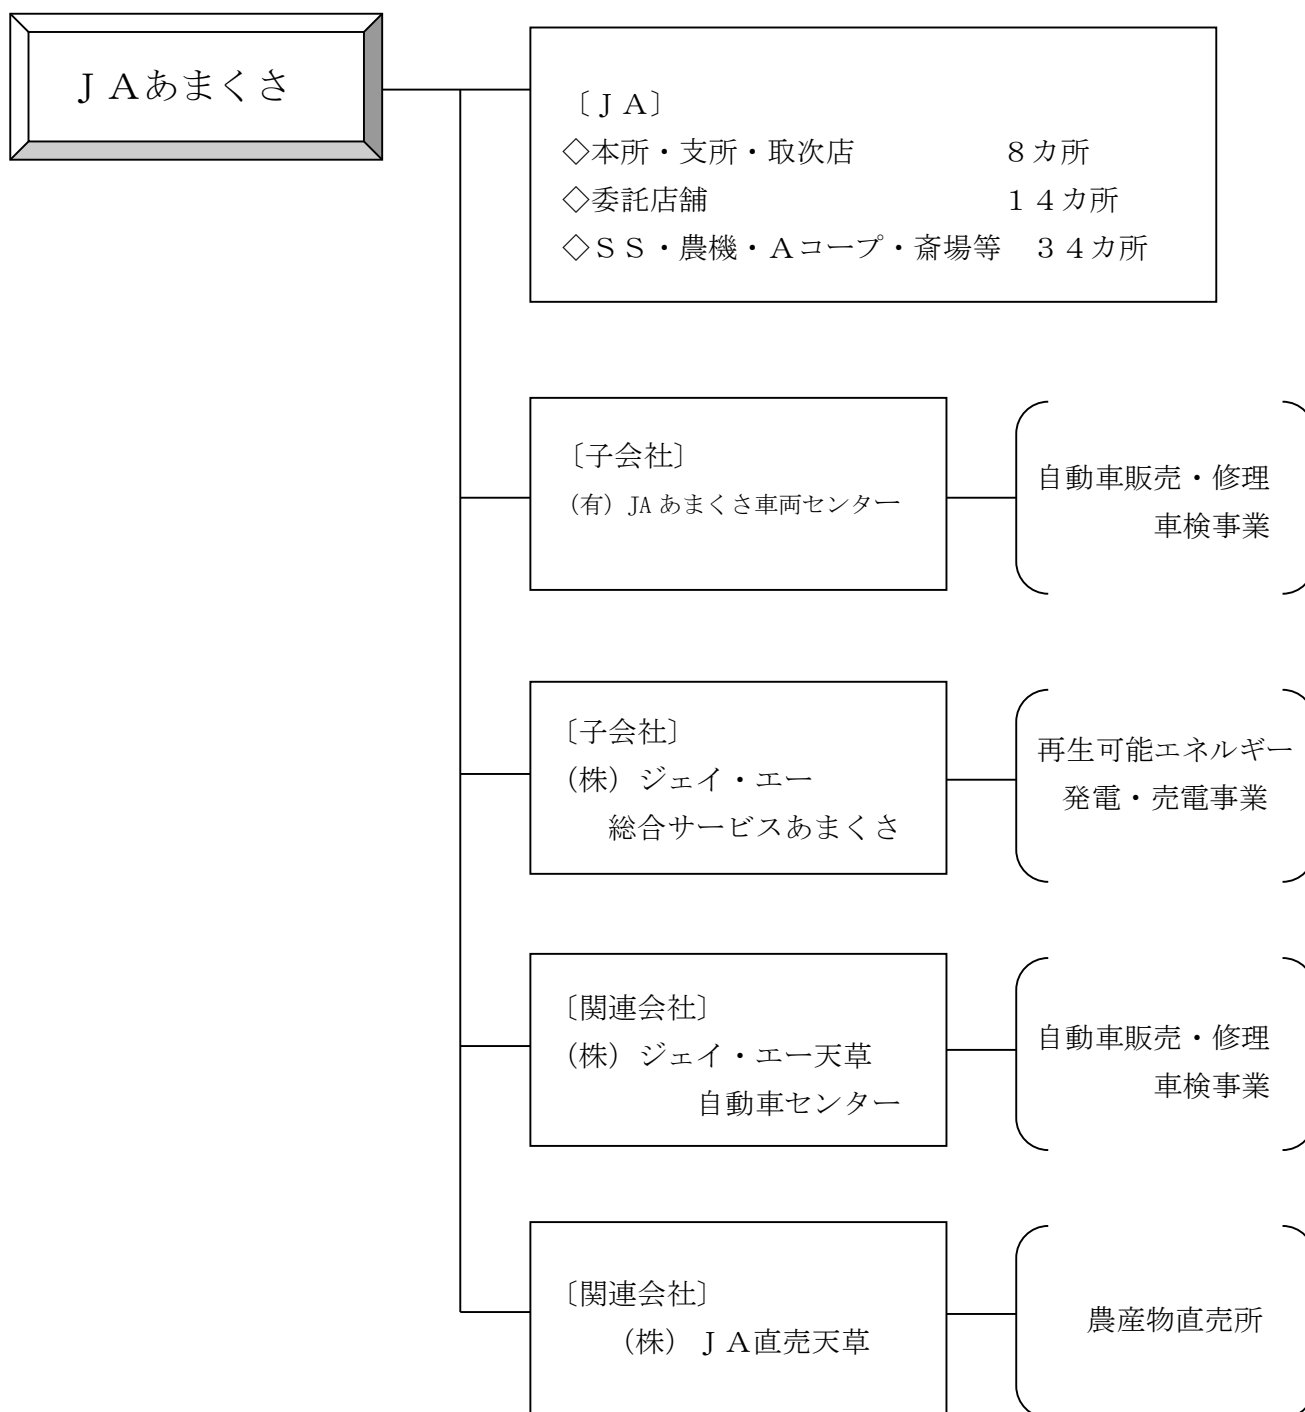 ＪＡあまくさ
〔ＪＡ〕
◇本所・支所・取次店　　　　　８カ所
◇委託店舗　　　　　　　　　　１４カ所
◇ＳＳ・農機・Ａコープ・斎場等　３４カ所
〔子会社〕
（有）JA あまくさ車両センター
自動車販売・修理
車検事業
〔子会社〕
（株）ジェイ・エー
総合サービスあまくさ
再生可能エネルギー
発電・売電事業
〔関連会社〕
（株）ジェイ・エー天草
自動車センター
自動車販売・修理
車検事業
〔関連会社〕
（株）ＪＡ直売天草
農産物直売所